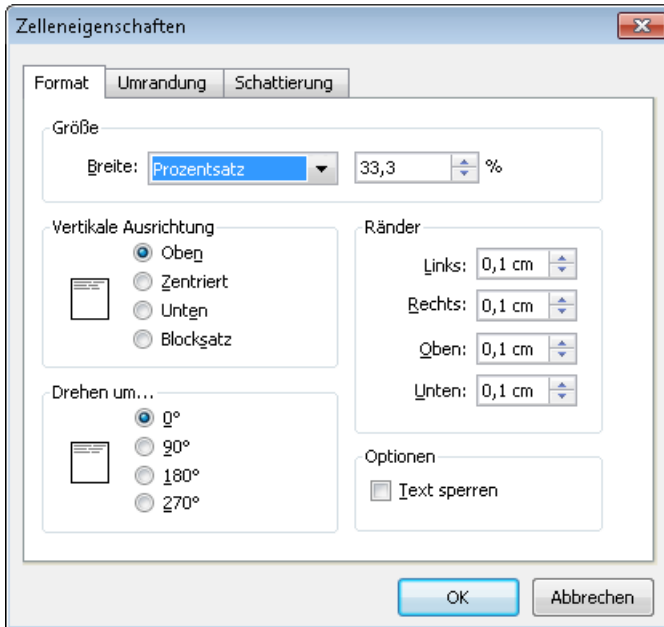 Zelleneigenschaften
Format Umrandung Schattierung
Größe
Breite: Prozentsatz 33,3 %
Vertikale Ausrichtung
Oben
Zentriert
Unten
Blocksatz
Drehen um...
0°
90°
180°
270°
Ränder
Links: 0,1 cm
Rechts: 0,1 cm
Oben: 0,1 cm
Unten: 0,1 cm
Optionen
Text sperren
OK Abbrechen